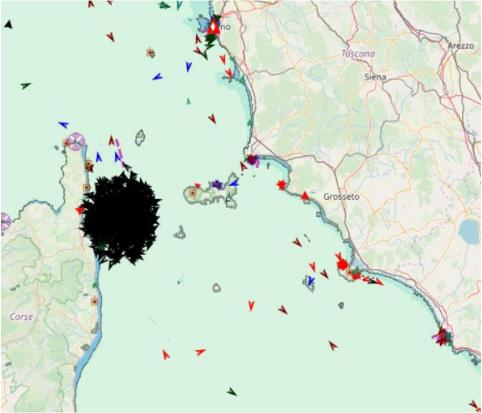 no
Toscana
Arezzo
Siena
Grosseto
Corse